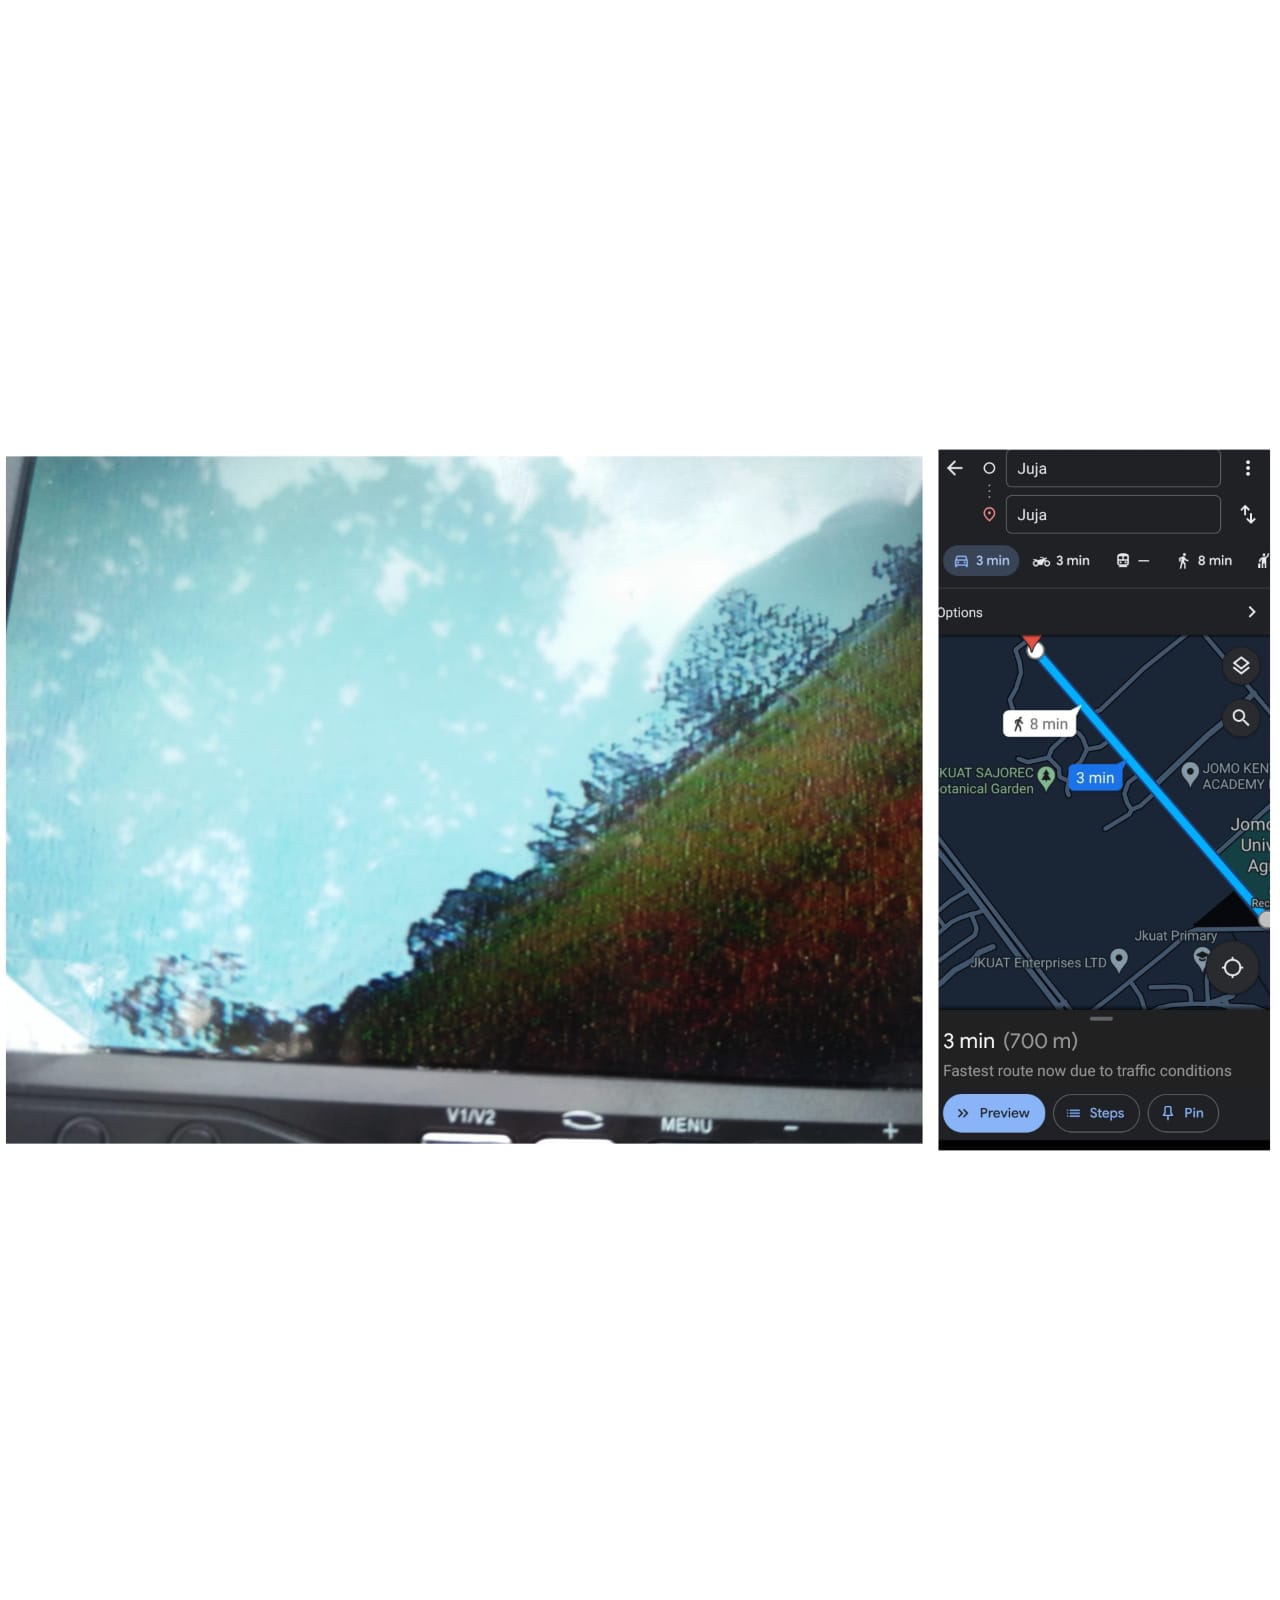 V1/V2
MENU
-
+
Juja
Juja
3 min
3 min
—
8 min
Options
8 min
3 min
KUAT SAJOREC
otanical Garden
JOMO KEN
ACADEMY
Jomo
Univ
Ag
Rec
Jkuat Primary
JKUAT Enterprises LTD
3 min (700 m)
Fastest route now due to traffic conditions
Preview
Steps
Pin